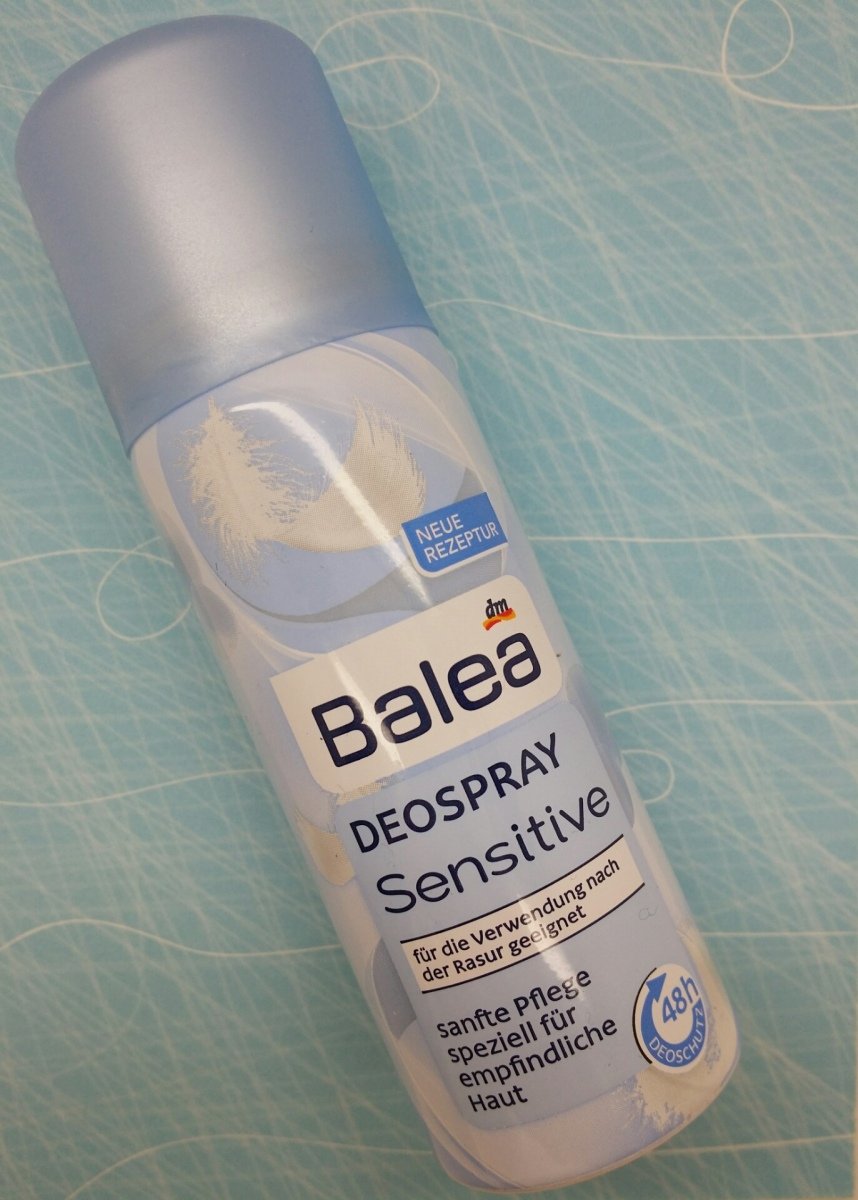 NEUE
REZEPTUR
dm
Balea
DEOSPRAY
Sensitive
für die Verwendung nach
der Rasur geeignet
sanfte Pflege
speziell für
empfindliche
Haut
48h
DEOSCHUTZ